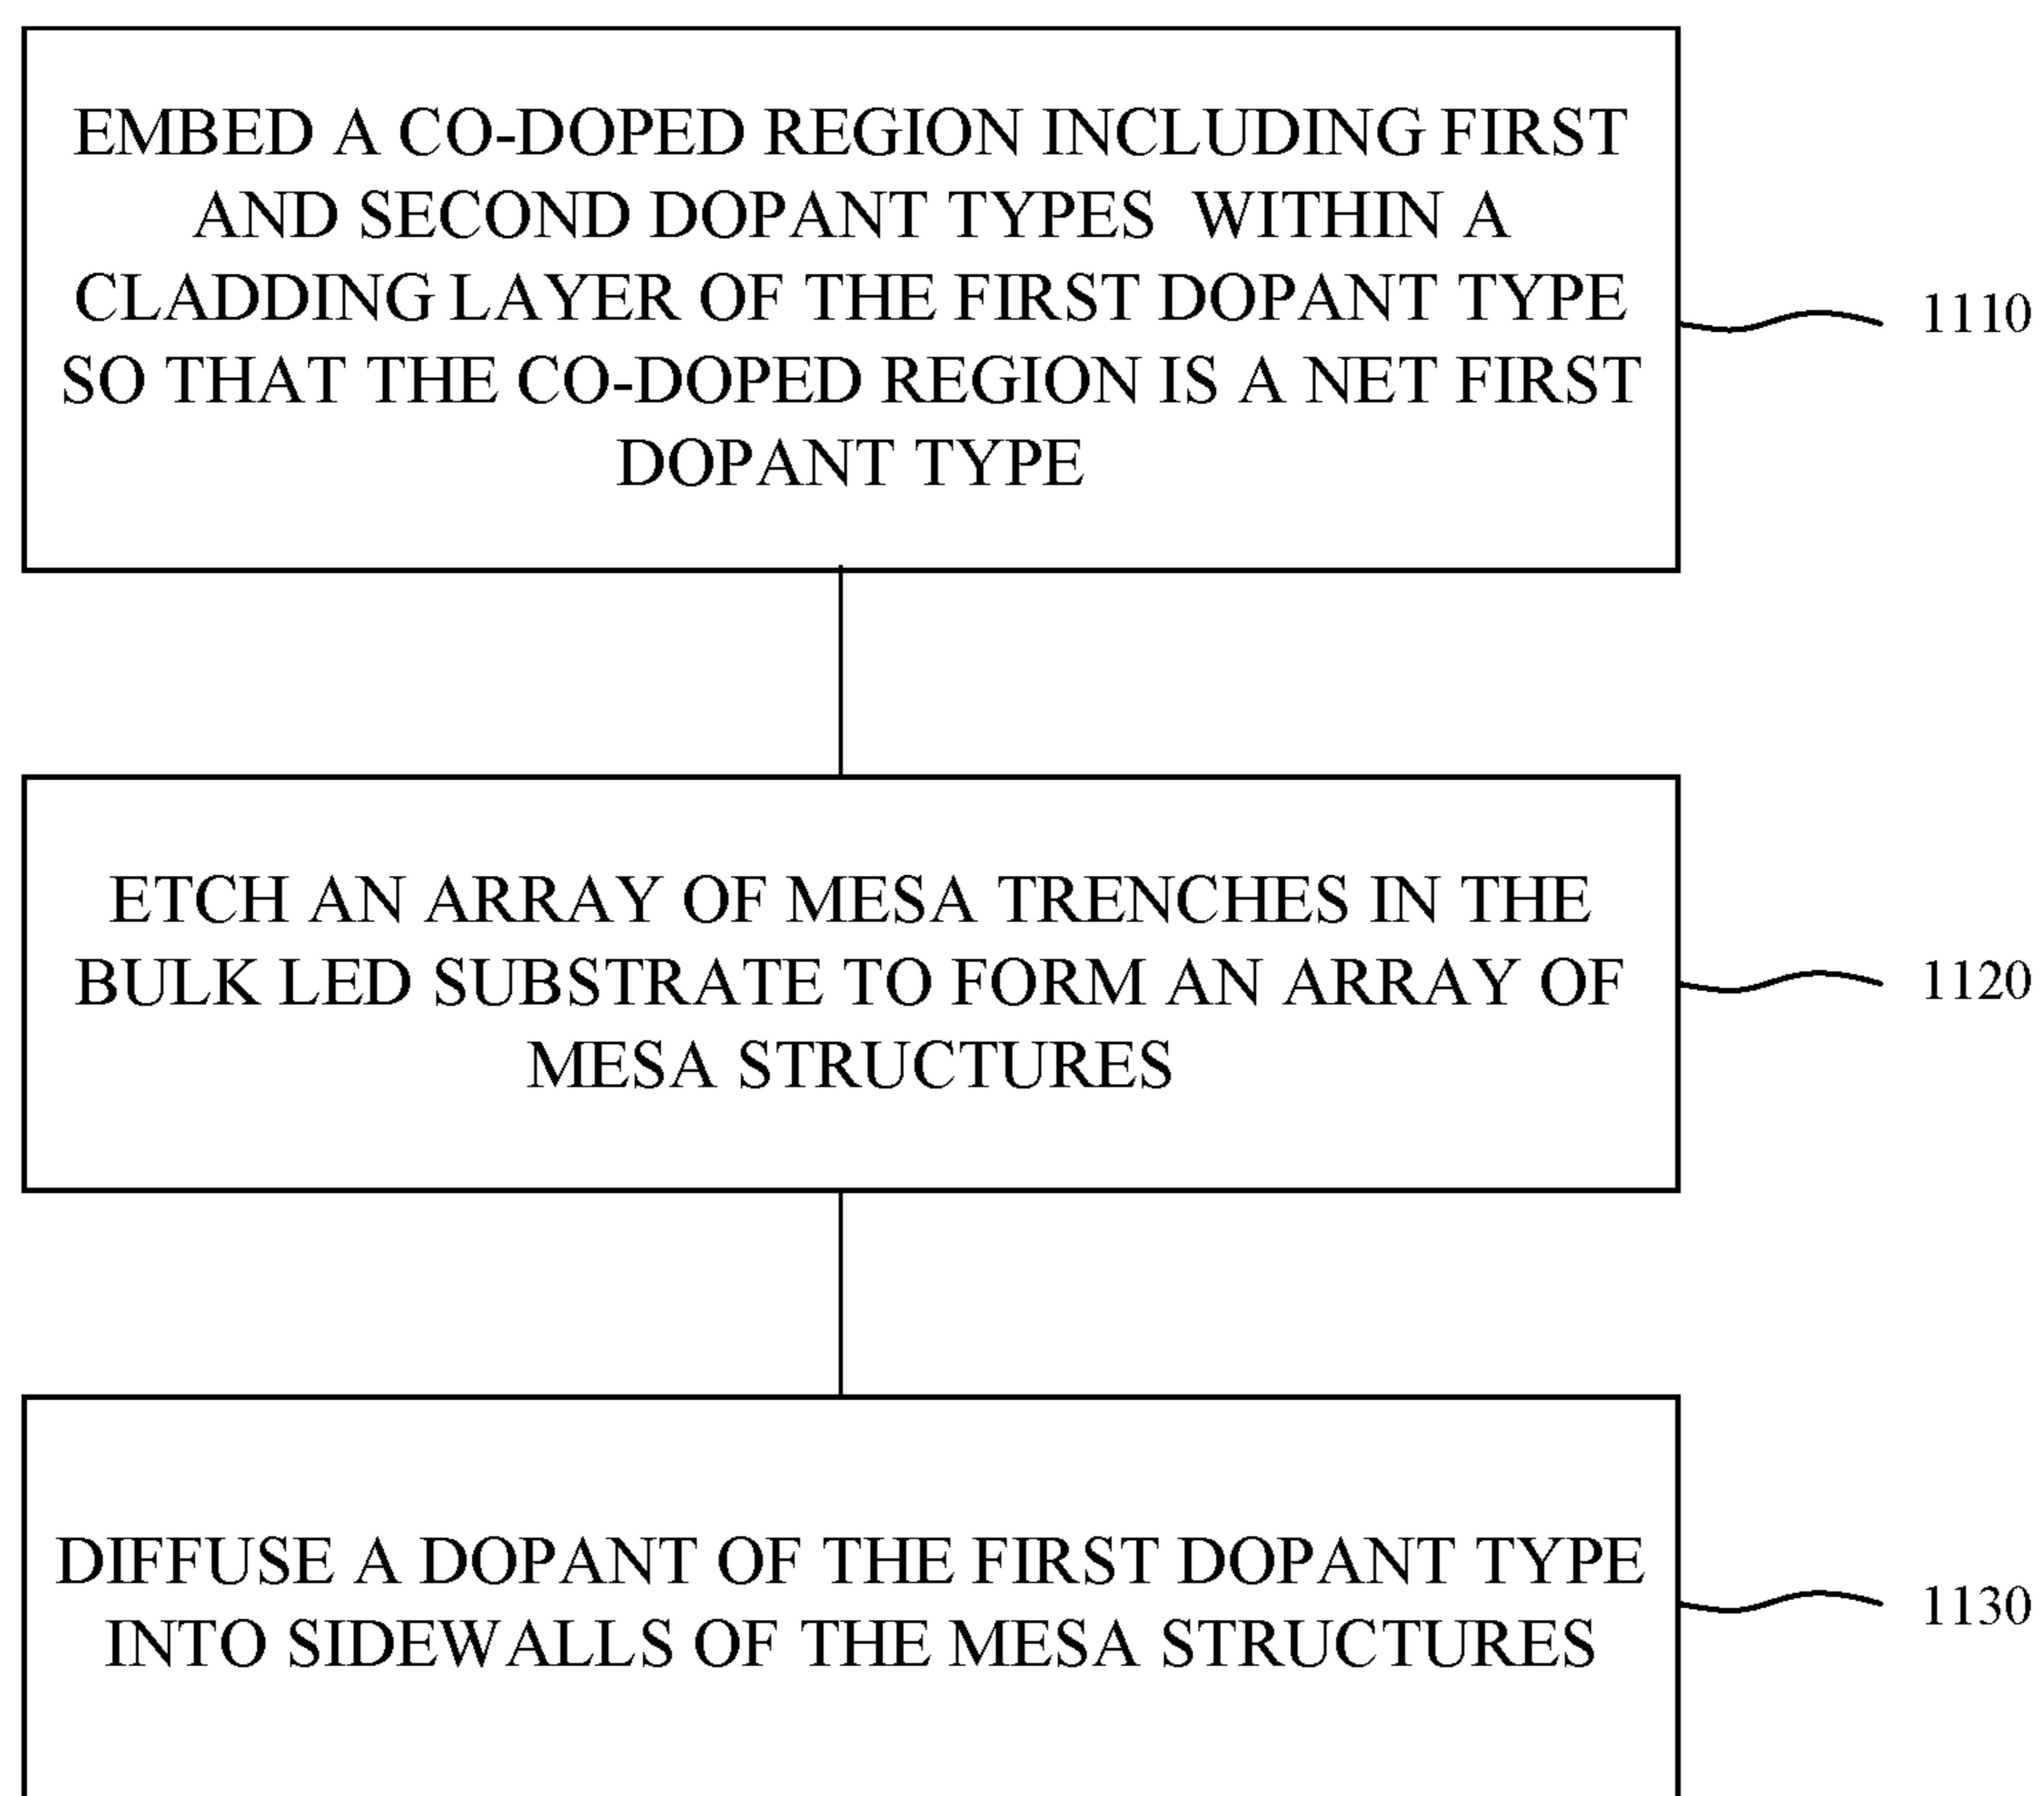 EMBED A CO-DOPED REGION INCLUDING FIRST
AND SECOND DOPANT TYPES WITHIN A
CLADDING LAYER OF THE FIRST DOPANT TYPE
SO THAT THE CO-DOPED REGION IS A NET FIRST
DOPANT TYPE
1110
ETCH AN ARRAY OF MESA TRENCHES IN THE
BULK LED SUBSTRATE TO FORM AN ARRAY OF
MESA STRUCTURES
1120
DIFFUSE A DOPANT OF THE FIRST DOPANT TYPE
INTO SIDEWALLS OF THE MESA STRUCTURES
1130